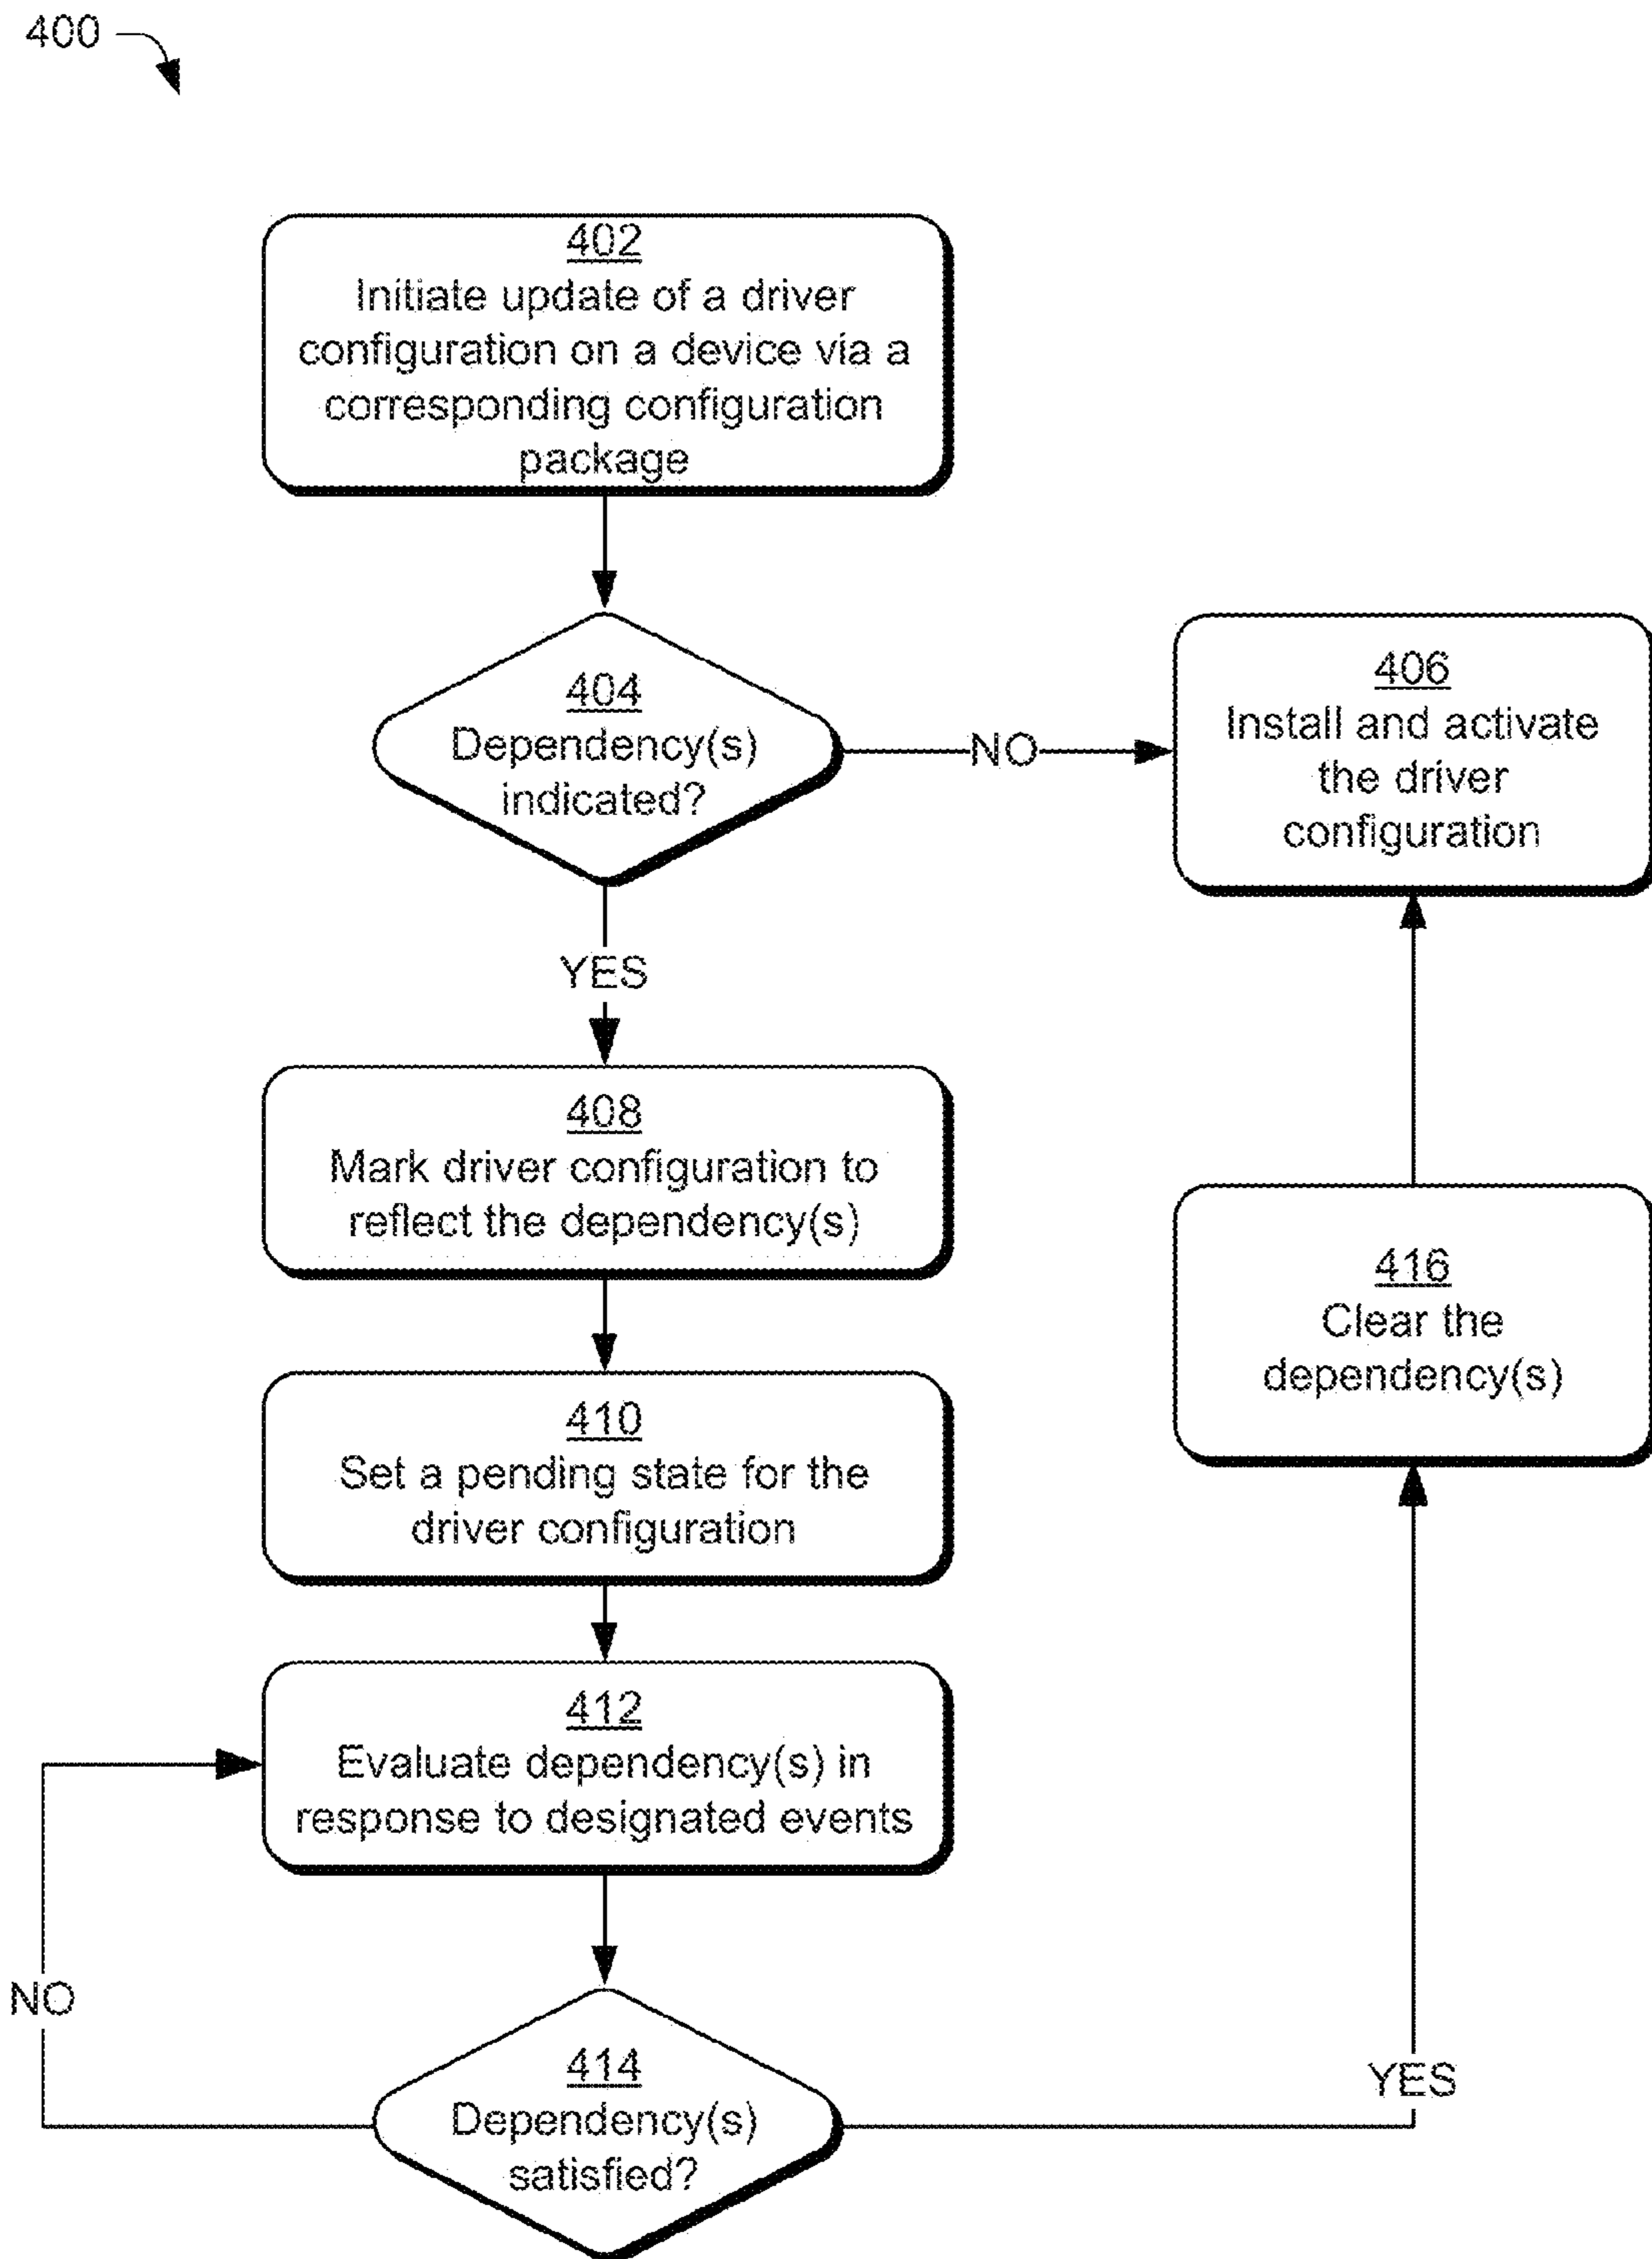 400
402
Initiate update of a driver
configuration on a device via a
corresponding configuration
package
404
Dependency(s)
indicated?
NO
406
Install and activate
the driver
configuration
YES
408
Mark driver configuration to
reflect the dependency(s)
410
Set a pending state for the
driver configuration
416
Clear the
dependency(s)
412
Evaluate dependency(s) in
response to designated events
NO
414
Dependency(s)
satisfied?
YES